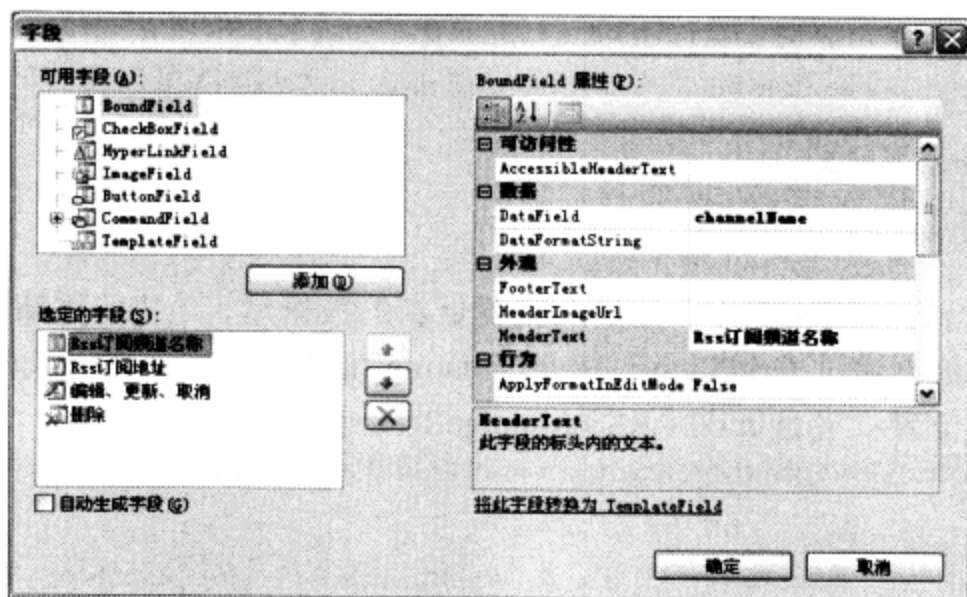 字段
可用字段(A):
BoundField
CheckBoxField
HyperLinkField
ImageField
ButtonField
CommandField
TemplateField
添加(D)
选定的字段(S):
Rss订阅频道名称
Rss订阅地址
编辑、更新、取消
删除
自动生成字段(G)
BoundField 属性(P):
可访问性
AccessibleHeaderText
数据
DataField channelName
DataFormatString
外观
FooterText
HeaderImageUrl
HeaderText Rss订阅频道名称
行为
ApplyFormatInEditMode False
HeaderText
此字段的标头内的文本。
将此字段转换为 TemplateField
确定
取消